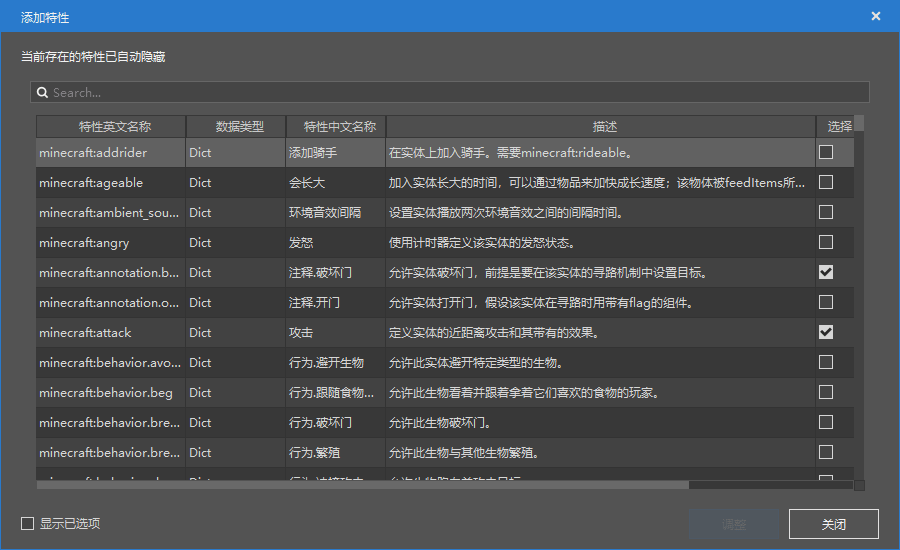 添加特性
当前存在的特性已自动隐藏
Search...
特性英文名称 数据类型 特性中文名称 描述 选择
minecraft:addrider Dict 添加骑手 在实体上加入骑手。需要minecraft:rideable。
minecraft:ageable Dict 会长大 加入实体长大的时间，可以通过物品来加快成长速度；该物体被feedItems所...
minecraft:ambient_sou... Dict 环境音效间隔 设置实体播放两次环境音效之间的间隔时间。
minecraft:angry Dict 发怒 使用计时器定义该实体的发怒状态。
minecraft:annotation.b... Dict 注释.破坏门 允许实体破坏门，前提是要在该实体的寻路机制中设置目标。
minecraft:annotation.o... Dict 注释.开门 允许实体打开门，假设该实体在寻路时用带有flag的组件。
minecraft:attack Dict 攻击 定义实体的近距离攻击和其带有的效果。
minecraft:behavior.avo... Dict 行为.避开生物 允许此实体避开特定类型的生物。
minecraft:behavior.beg Dict 行为.跟随食物... 允许此生物看着并跟着拿着它们喜欢的食物的玩家。
minecraft:behavior.bre... Dict 行为.破坏门 允许此生物破坏门。
minecraft:behavior.bre... Dict 行为.繁殖 允许此生物与其他生物繁殖。
显示已选项 调整 关闭